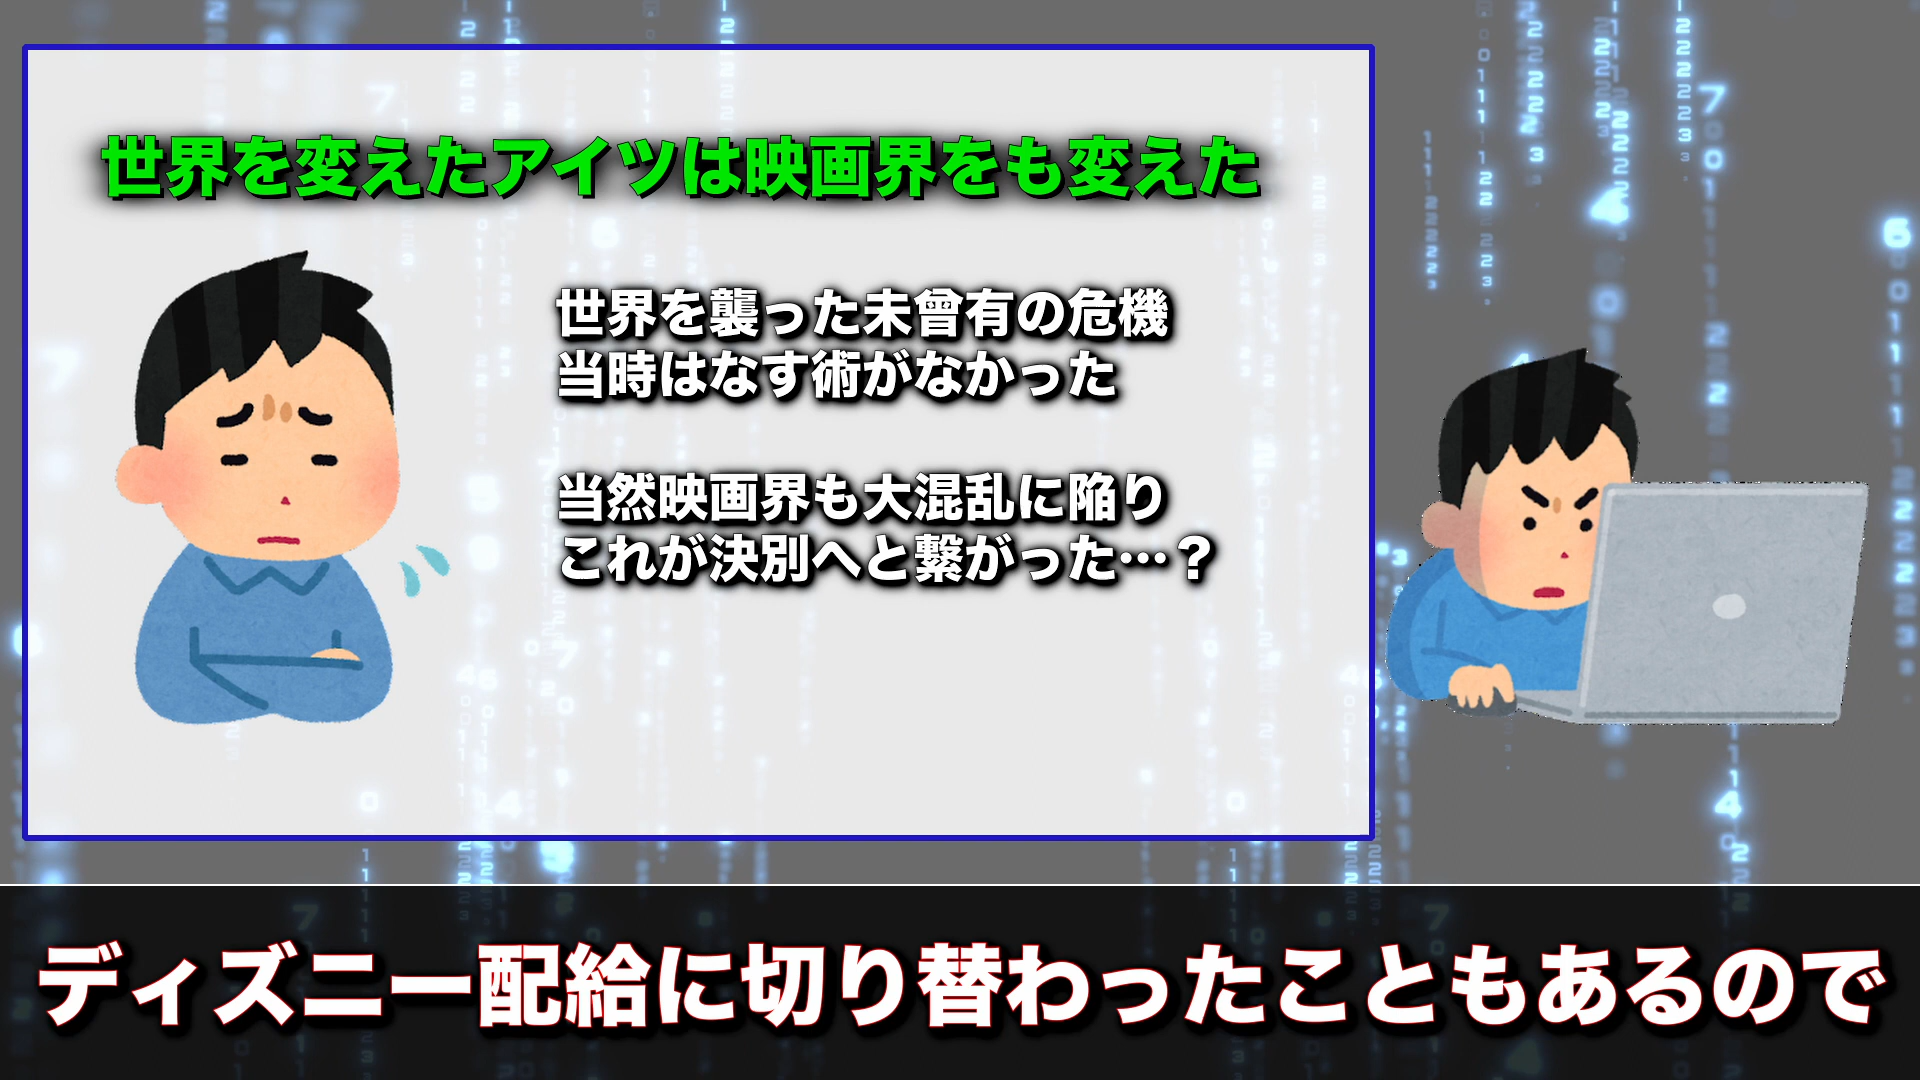 世界を変えたアイツは映画界をも変えた
世界を襲った未曾有の危機
当時はなす術がなかった
当然映画界も大混乱に陥り
これが決別へと繋がった…？
ディズニー配給に切り替わったこともあるので